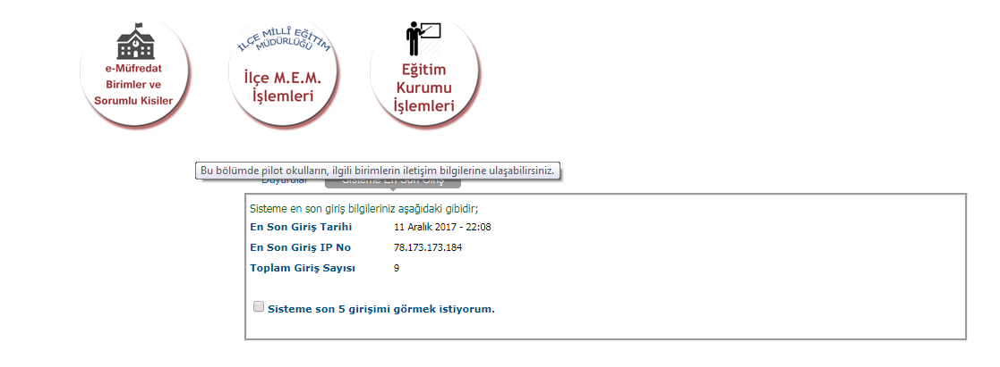 e-Müfredat
Birimler ve
Sorumlu Kisiler
İLÇE MİLLÎ EĞİTİM
MÜDÜRLÜĞÜ
İlçe M.E.M.
İşlemleri
Eğitim
Kurumu
İşlemleri
Bu bölümde pilot okulların, ilgili birimlerin iletişim bilgilerine ulaşabilirsiniz.
Duyurular
Sisteme En Son Giriş
Sisteme en son giriş bilgileriniz aşağıdaki gibidir;
En Son Giriş Tarihi 11 Aralık 2017 - 22:08
En Son Giriş IP No 78.173.173.184
Toplam Giriş Sayısı 9
Sisteme son 5 girişimi görmek istiyorum.